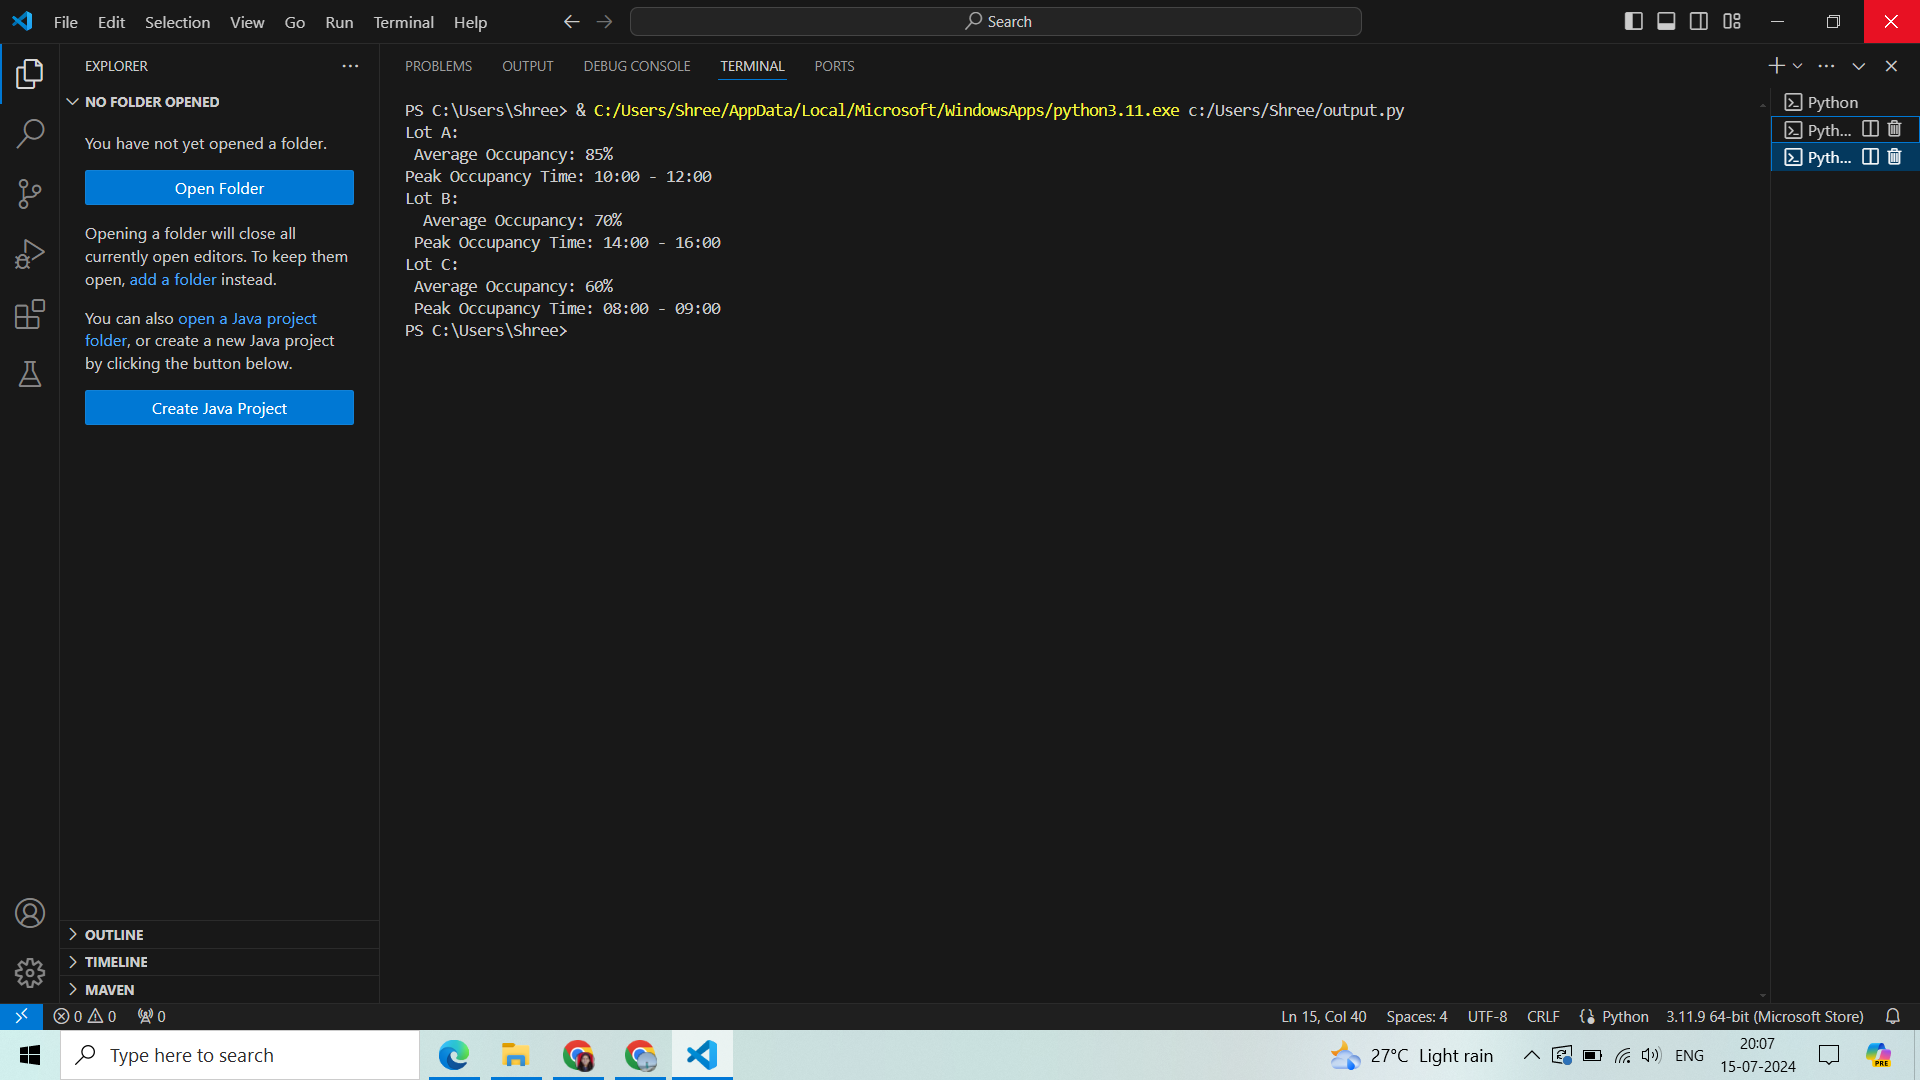 File Edit Selection View Go Run Terminal Help
Search
EXPLORER
NO FOLDER OPENED
You have not yet opened a folder.
Open Folder
Opening a folder will close all
currently open editors. To keep them
open, add a folder instead.
You can also open a Java project
folder, or create a new Java project
by clicking the button below.
Create Java Project
OUTLINE
TIMELINE
MAVEN
PROBLEMS OUTPUT DEBUG CONSOLE TERMINAL PORTS
PS C:\Users\Shree> & C:/Users/Shree/AppData/Local/Microsoft/WindowsApps/python3.11.exe c:/Users/Shree/output.py
Lot A:
Average Occupancy: 85%
Peak Occupancy Time: 10:00 - 12:00
Lot B:
Average Occupancy: 70%
Peak Occupancy Time: 14:00 - 16:00
Lot C:
Average Occupancy: 60%
Peak Occupancy Time: 08:00 - 09:00
PS C:\Users\Shree>
Python
Pyth...
Pyth...
0 0 0
Ln 15, Col 40 Spaces: 4 UTF-8 CRLF Python 3.11.9 64-bit (Microsoft Store)
Type here to search
27°C Light rain
ENG
20:07
15-07-2024
PRE